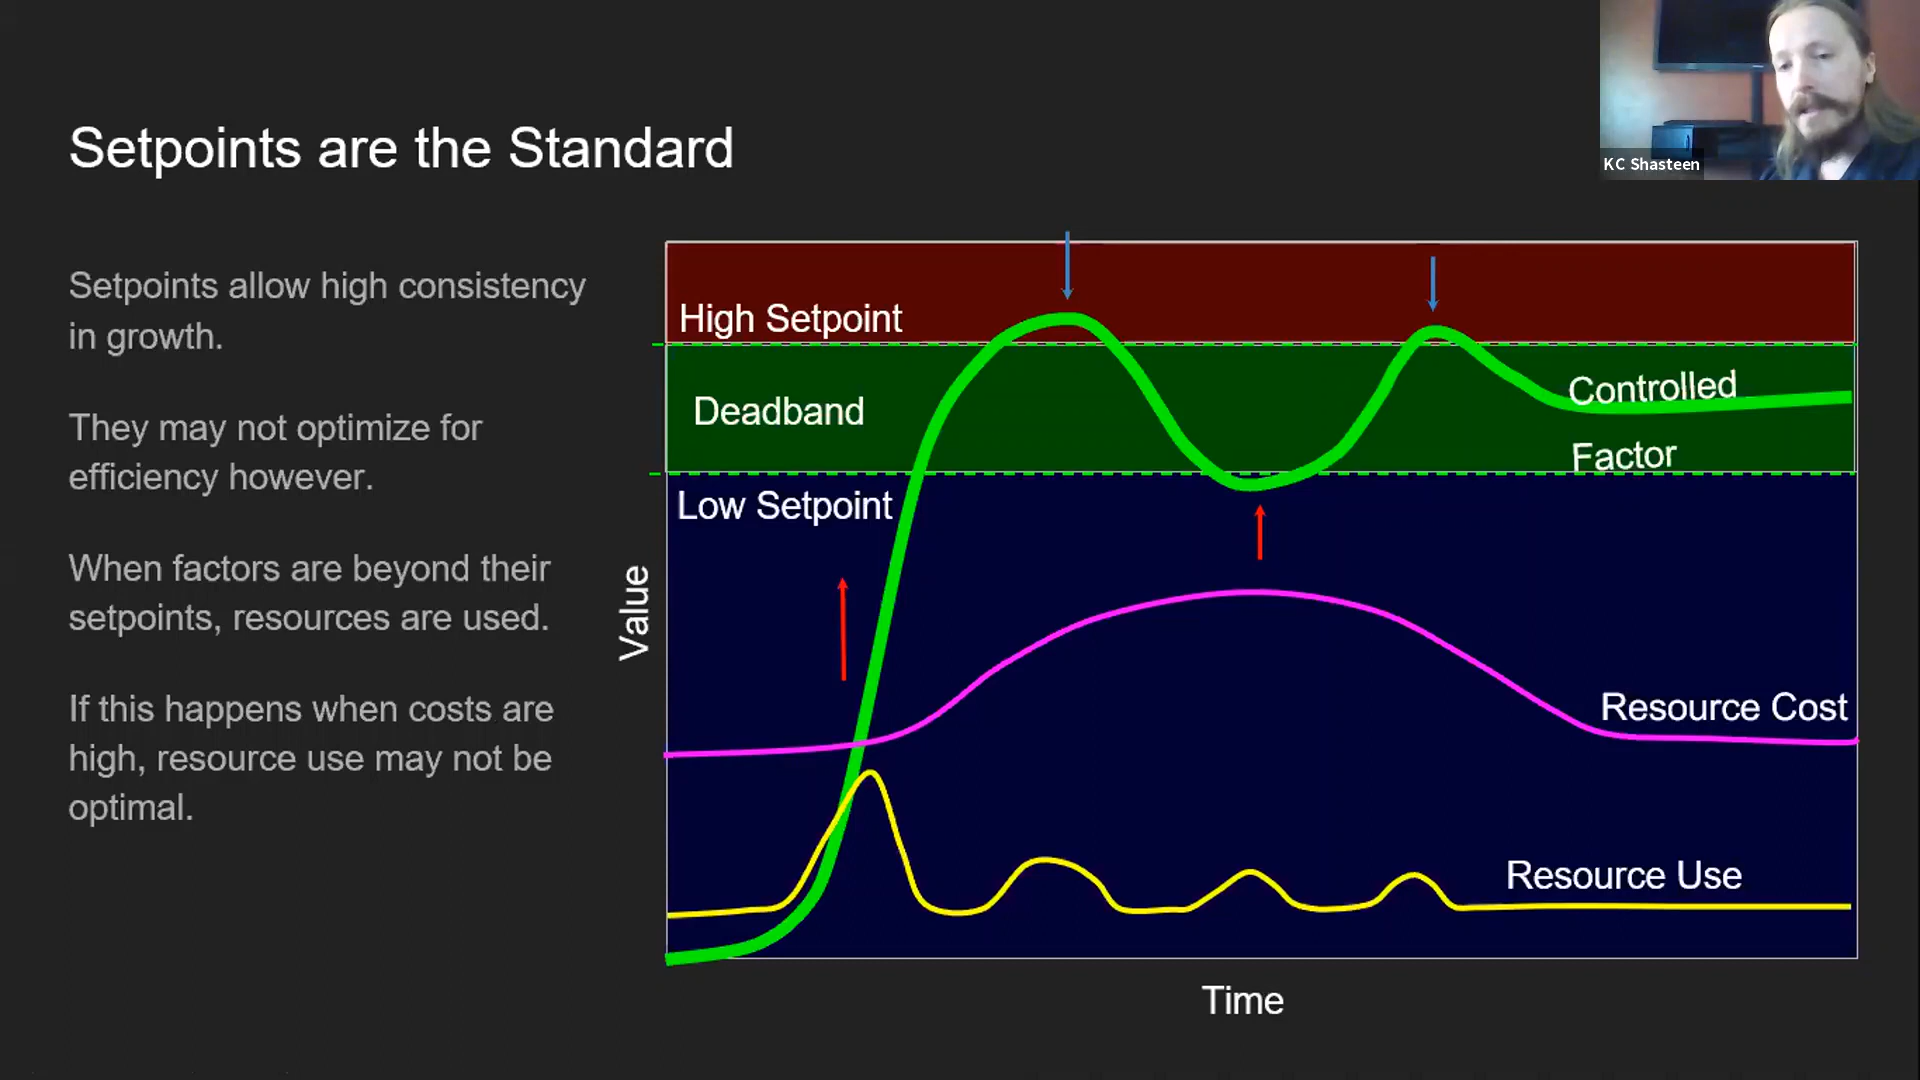 KC Shasteen
Setpoints are the Standard
Setpoints allow high consistency
in growth.
They may not optimize for
efficiency however.
When factors are beyond their
setpoints, resources are used.
If this happens when costs are
high, resource use may not be
optimal.
High Setpoint
Deadband
Controlled
Factor
Low Setpoint
Value
Resource Cost
Resource Use
Time